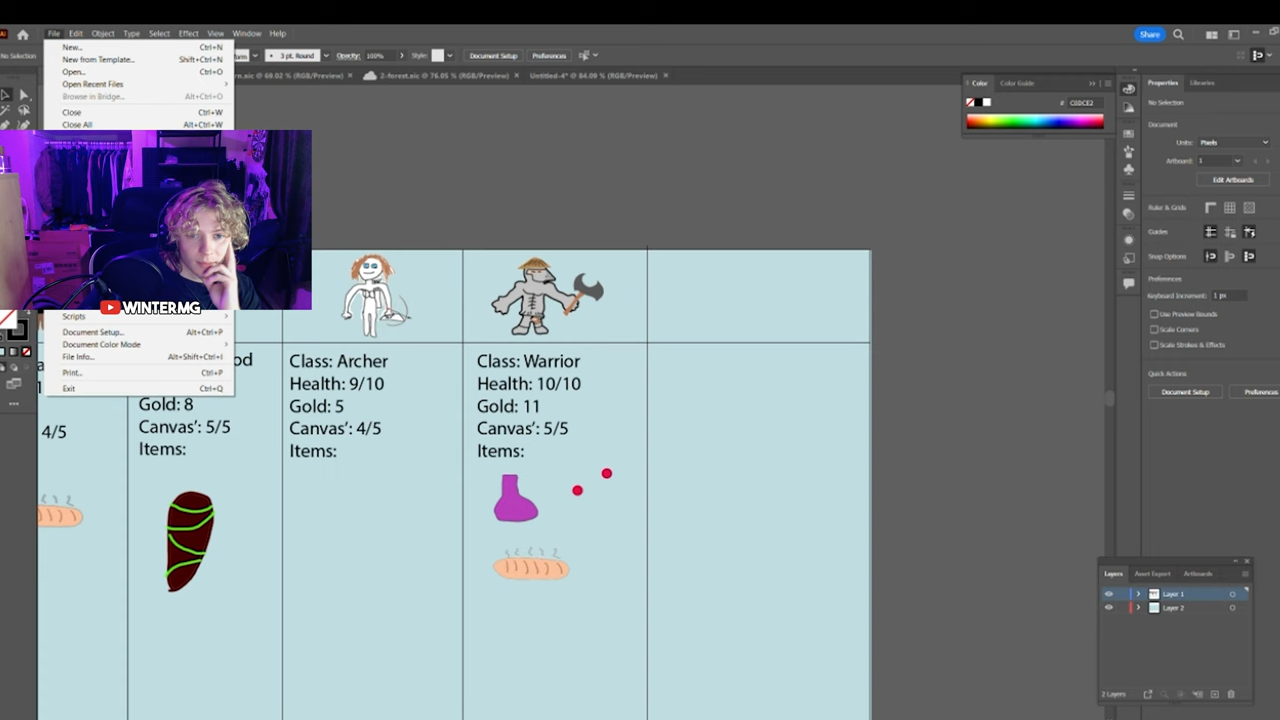 File Edit Object Type Select Effect View Window Help
Share
No Selection
3 pt. Round Opacity: 100% Style: Document Setup Preferences
2-forest.aic @ 76.05 % (RGB/Preview) × Untitled-4* @ 84.09 % (RGB/Preview) ×
New... Ctrl+N
New from Template... Shift+Ctrl+N
Open... Ctrl+O
Open Recent Files
Browse in Bridge... Alt+Ctrl+O
Close Ctrl+W
Close All Alt+Ctrl+W
WINTERMG
Scripts
Document Setup... Alt+Ctrl+P
Document Color Mode
File Info... Alt+Shift+Ctrl+I
Print... Ctrl+P
Exit Ctrl+Q
4/5
od
Gold: 8
Canvas': 5/5
Items:
Class: Archer
Health: 9/10
Gold: 5
Canvas': 4/5
Items:
Class: Warrior
Health: 10/10
Gold: 11
Canvas': 5/5
Items:
Color Color Guide
# C0DCE2
Properties Libraries
No Selection
Document
Units: Pixels
Artboard: 1
Edit Artboards
Ruler & Grids
Guides
Snap Options
Preferences
Keyboard Increment: 1 px
Use Preview Bounds
Scale Corners
Scale Strokes & Effects
Quick Actions
Document Setup Preferences
Layers Asset Export Artboards
Layer 1
Layer 2
2 Layers